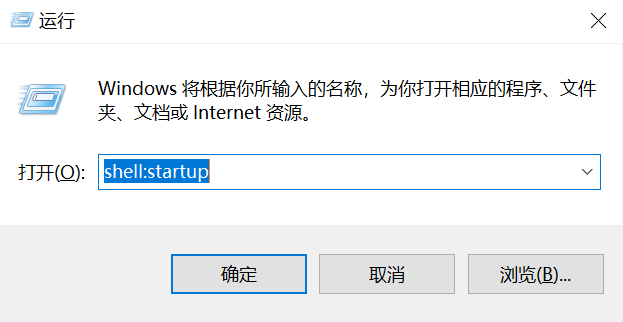 运行
Windows 将根据你所输入的名称，为你打开相应的程序、文件
夹、文档或 Internet 资源。
打开(O): shell:startup
确定 取消 浏览(B)...